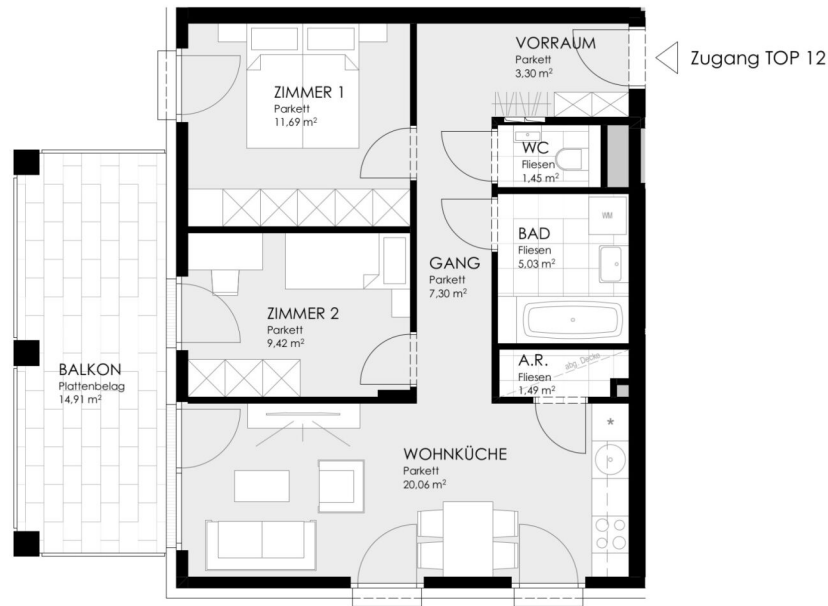 VORRAUM
Parkett
3,30 m²
Zugang TOP 12
ZIMMER 1
Parkett
11,69 m²
WC
Fliesen
1,45 m²
WM
BAD
Fliesen
5,03 m²
GANG
Parkett
7,30 m²
ZIMMER 2
Parkett
9,42 m²
BALKON
Plattenbelag
14,91 m²
A.R.
abg. Decke
Fliesen
1,49 m²
*
WOHNKÜCHE
Parkett
20,06 m²